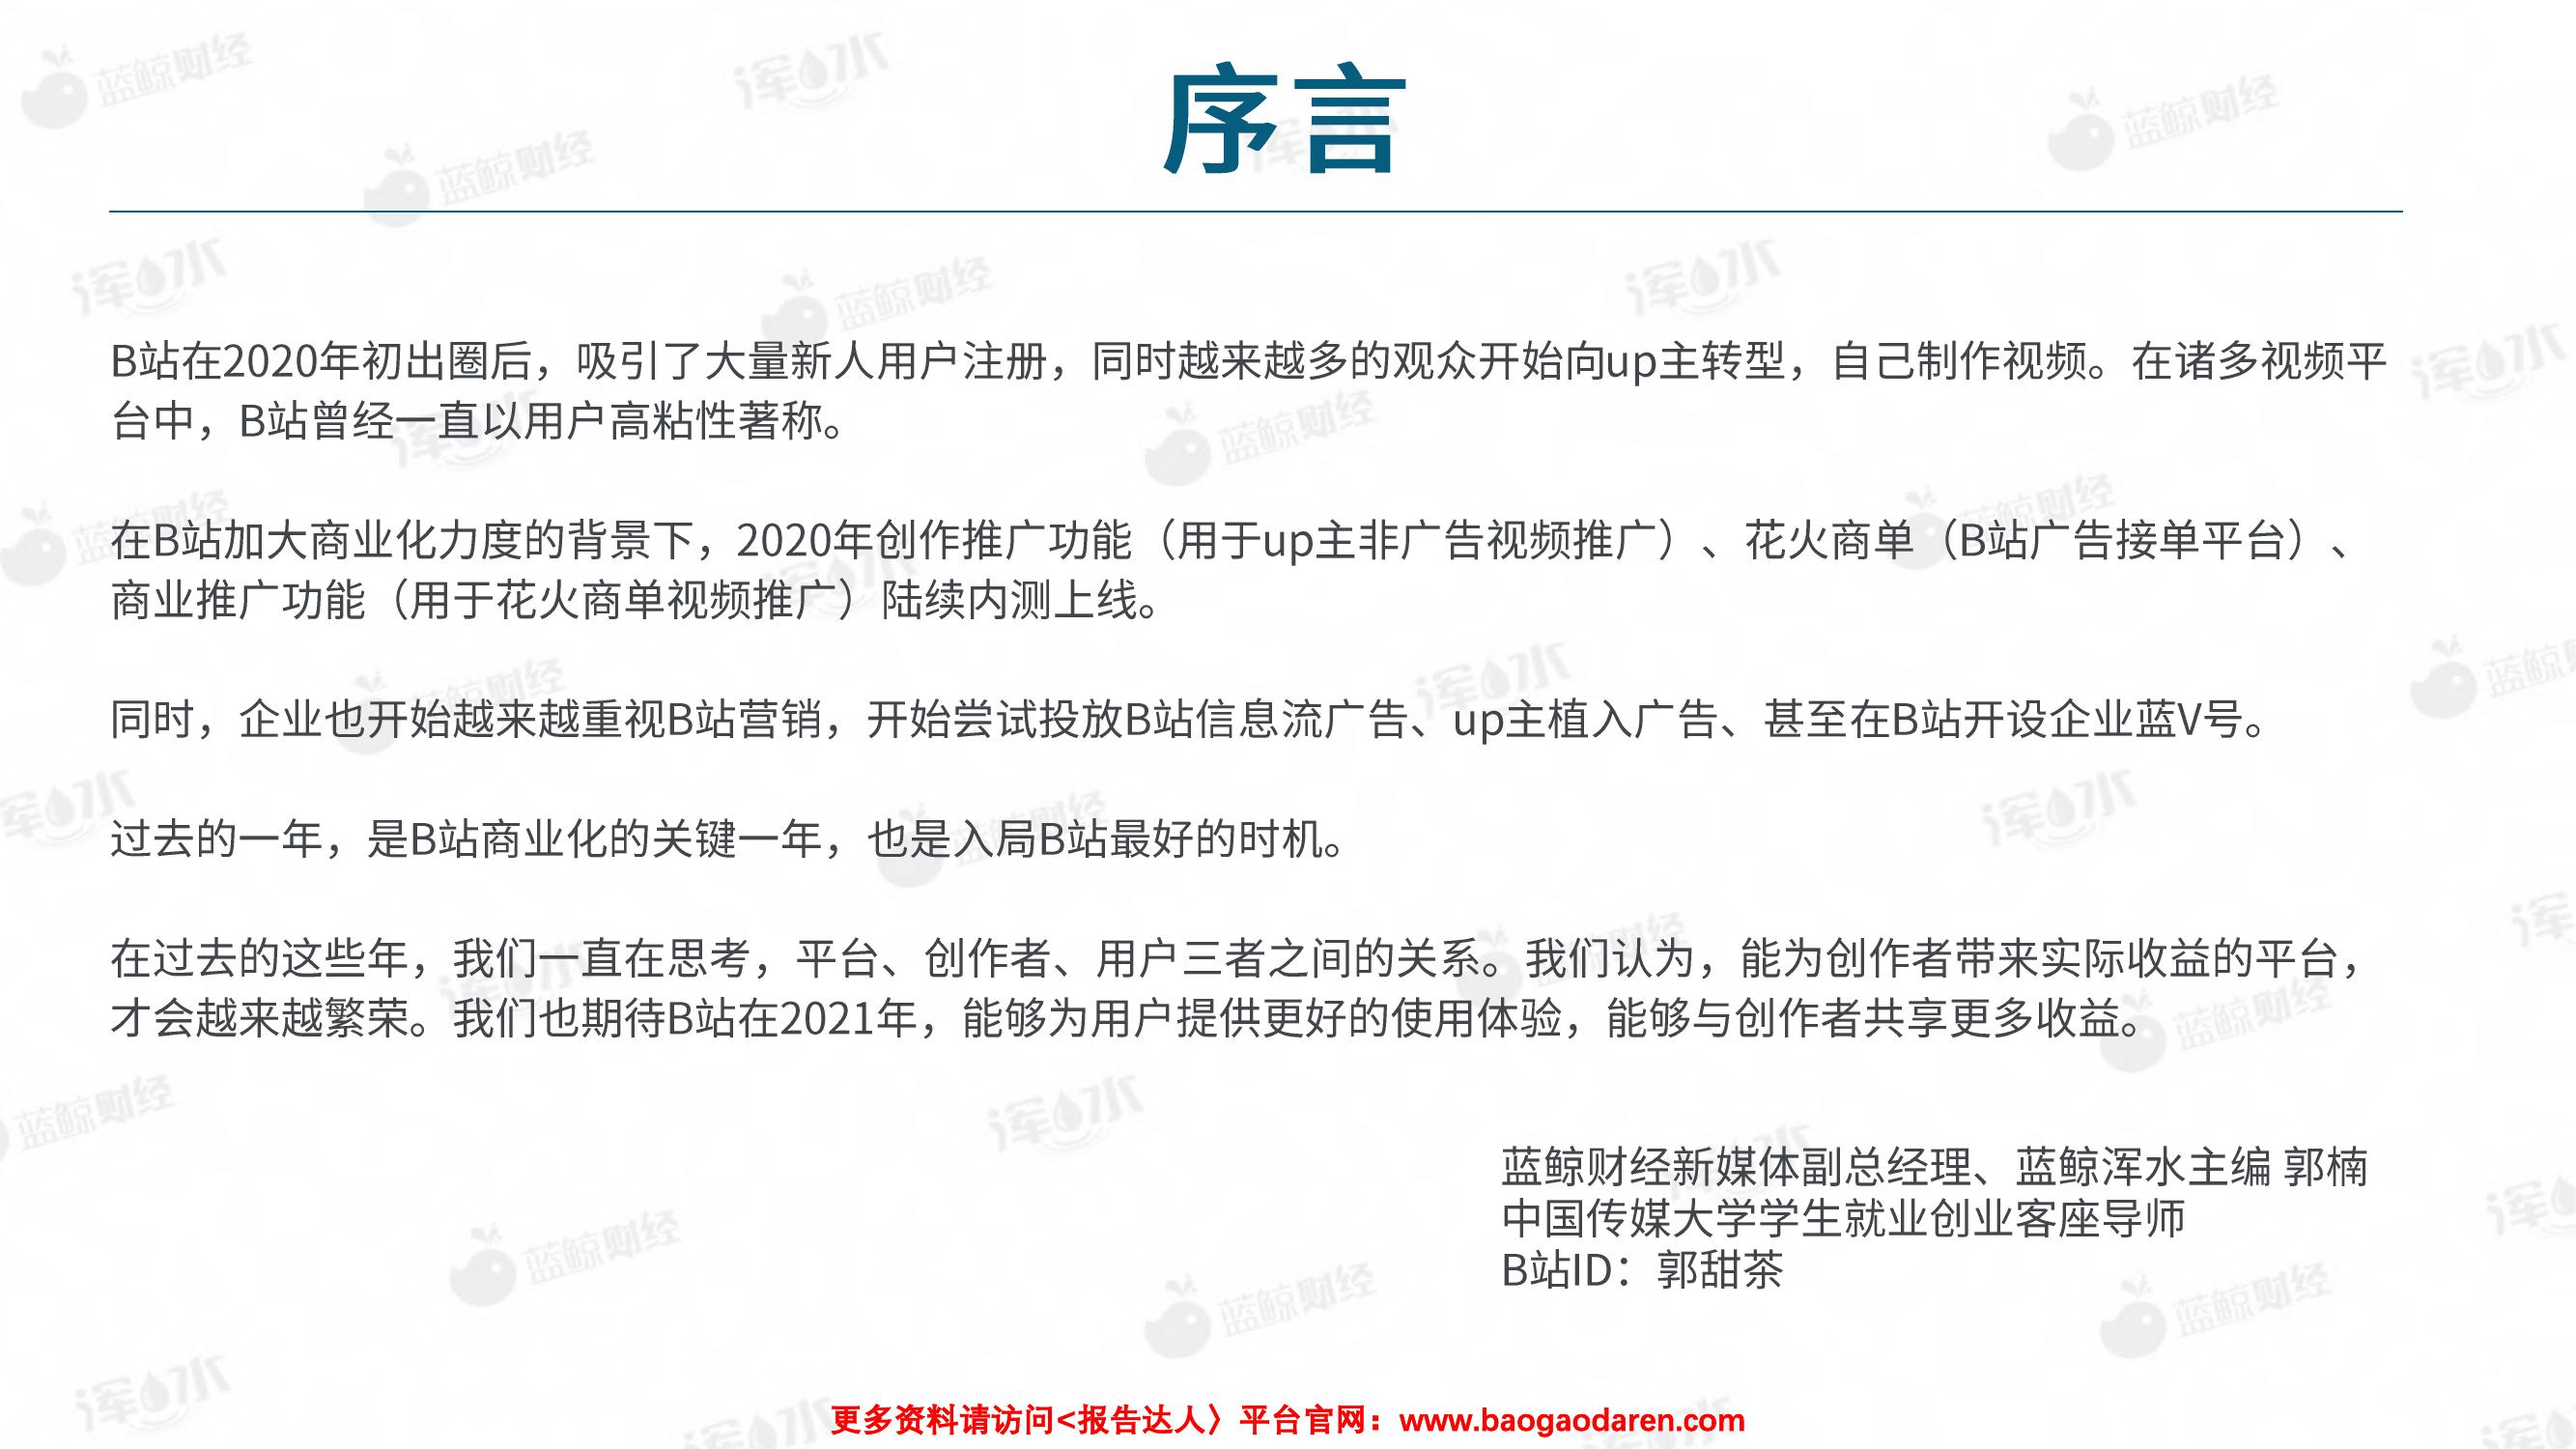 序言
B站在2020年初出圈后，吸引了大量新人用户注册，同时越来越多的观众开始向up主转型，自己制作视频。在诸多视频平
台中，B站曾经一直以用户高粘性著称。
在B站加大商业化力度的背景下，2020年创作推广功能（用于up主非广告视频推广）、花火商单（B站广告接单平台）、
商业推广功能（用于花火商单视频推广）陆续内测上线。
同时，企业也开始越来越重视B站营销，开始尝试投放B站信息流广告、up主植入广告、甚至在B站开设企业蓝V号。
过去的一年，是B站商业化的关键一年，也是入局B站最好的时机。
在过去的这些年，我们一直在思考，平台、创作者、用户三者之间的关系。我们认为，能为创作者带来实际收益的平台，
才会越来越繁荣。我们也期待B站在2021年，能够为用户提供更好的使用体验，能够与创作者共享更多收益。
蓝鲸财经新媒体副总经理、蓝鲸浑水主编 郭楠
中国传媒大学学生就业创业客座导师
B站ID：郭甜茶
更多资料请访问<报告达人〉平台官网：www.baogaodaren.com
蓝鲸财经
浑水